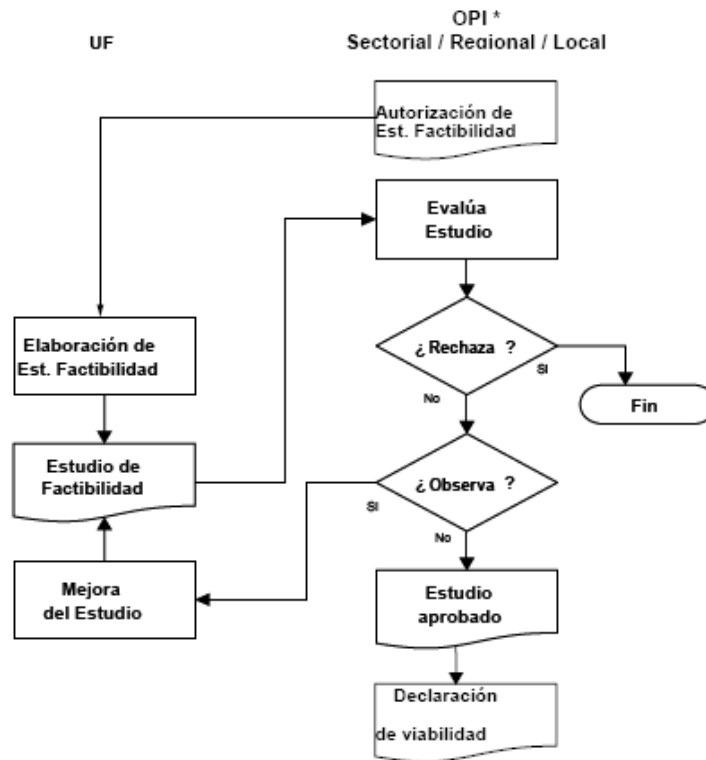 OPI *
UF
Sectorial / Regional / Local
Autorización de
Est. Factibilidad
Evalúa
Estudio
Elaboración de
Est. Factibilidad
¿ Rechaza ?
SI
No
Fin
Estudio de
Factibilidad
¿ Observa ?
SI
No
Mejora
del Estudio
Estudio
aprobado
Declaración
de viabilidad